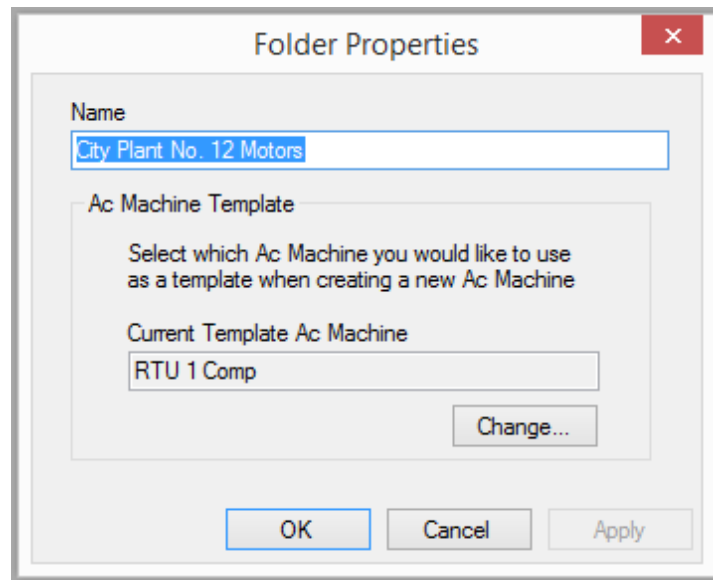 Folder Properties
Name
City Plant No. 12 Motors
Ac Machine Template
Select which Ac Machine you would like to use
as a template when creating a new Ac Machine
Current Template Ac Machine
RTU 1 Comp
Change...
OK Cancel Apply